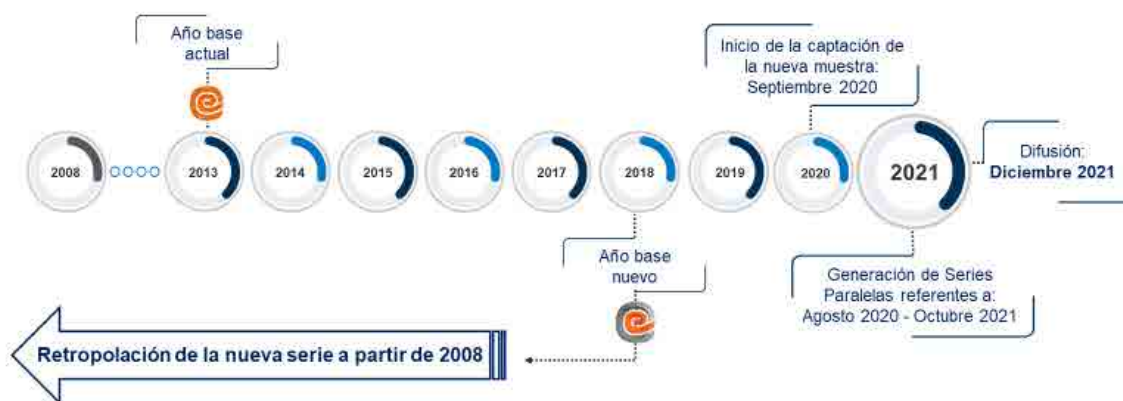 Año base
actual
Inicio de la captación de
la nueva muestra:
Septiembre 2020
2008
2013
2014
2015
2016
2017
2018
2019
2020
2021
Difusión:
Diciembre 2021
Año base
nuevo
Generación de Series
Paralelas referentes a:
Agosto 2020 - Octubre 2021
Retropolación de la nueva serie a partir de 2008